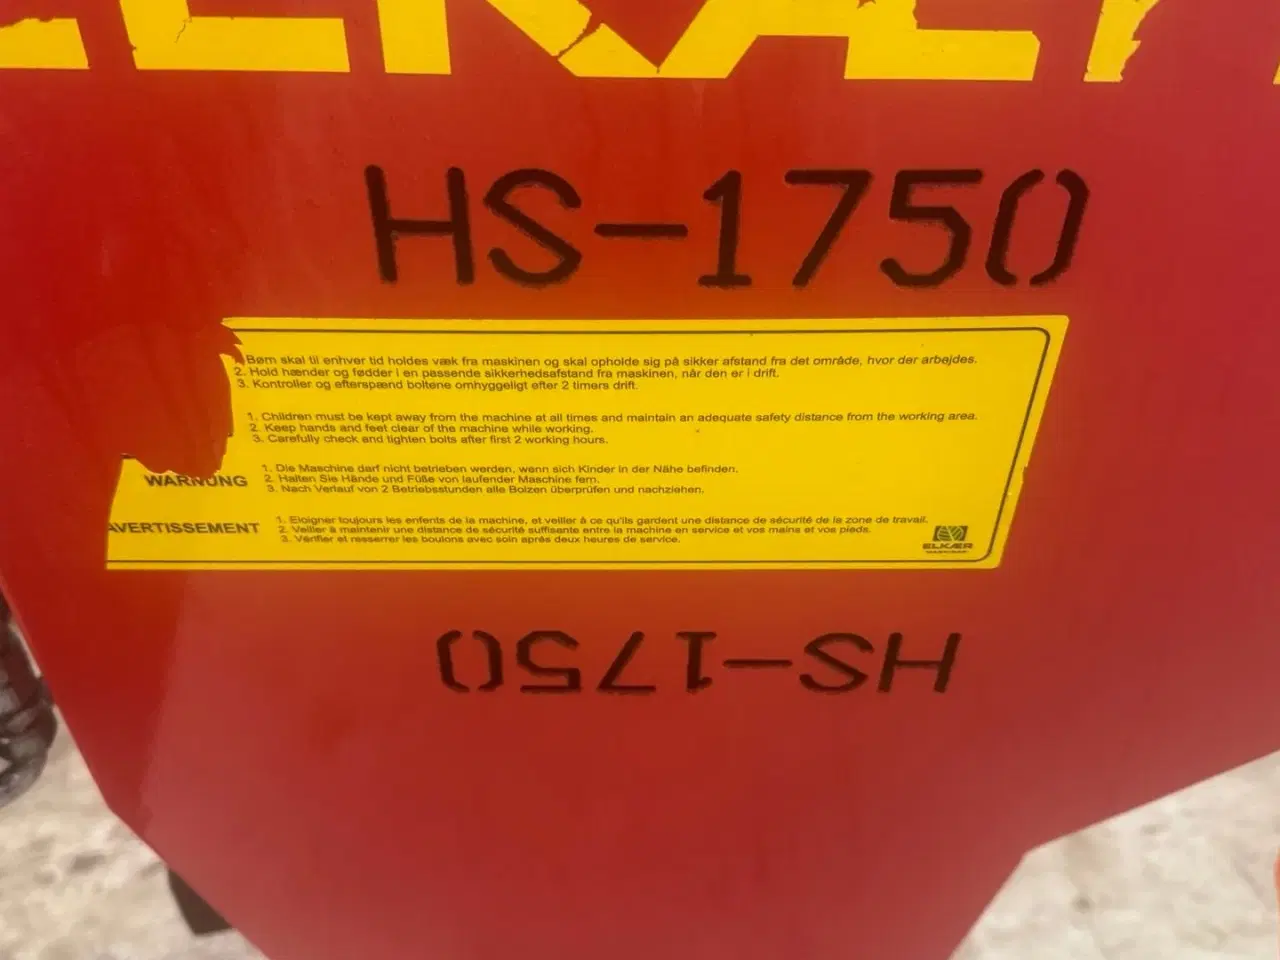 ELKÆR
HS-1750
Børn skal til enhver tid holdes væk fra maskinen og skal opholde sig på sikker afstand fra det område, hvor der arbejdes.
2. Hold hænder og fødder i en passende sikkerhedsafstand fra maskinen, når den er i drift.
3. Kontroller og efterspænd boltene omhyggeligt efter 2 timers drift.
1. Children must be kept away from the machine at all times and maintain an adequate safety distance from the working area.
2. Keep hands and feet clear of the machine while working.
3. Carefully check and tighten bolts after first 2 working hours.
WARNUNG
1. Die Maschine darf nicht betrieben werden, wenn sich Kinder in der Nähe befinden.
2. Halten Sie Hände und Füße von laufender Maschine fern.
3. Nach Verlauf von 2 Betriebsstunden alle Bolzen überprüfen und nachziehen.
AVERTISSEMENT
1. Eloigner toujours les enfents de la machine, et veiller à ce qu'ils gardent une distance de sécurité de la zone de travail.
2. Veiller à maintenir une distance de sécurité suffisante entre la machine en service et vos mains et vos pieds.
3. Vérifier et resserrer les boulons avec soin après deux heures de service.
ELKÆR
MASKINER
HS-1750